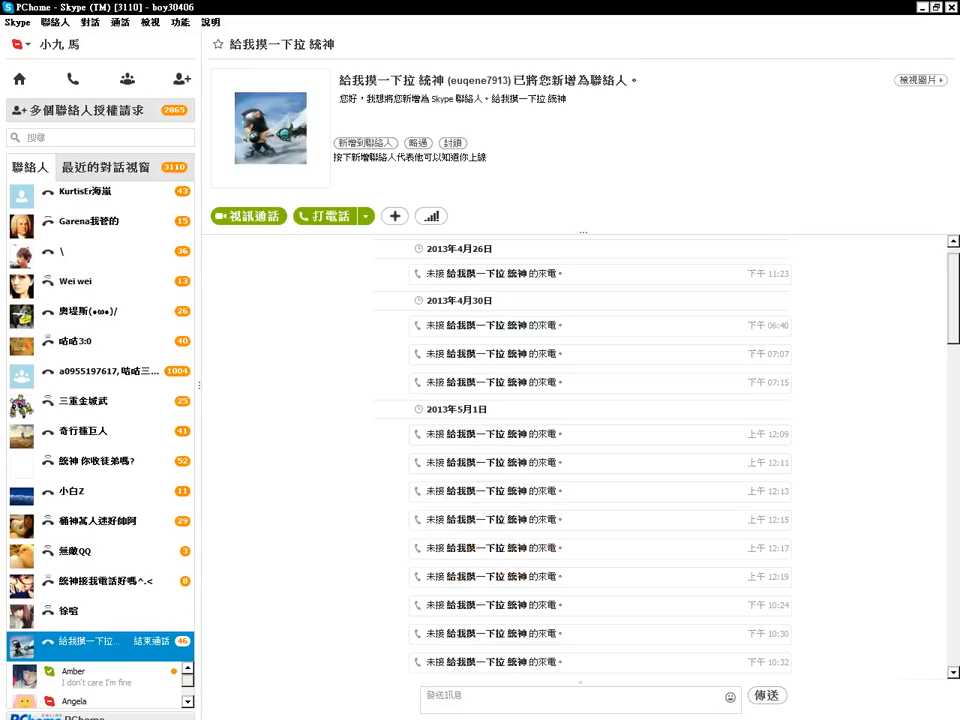 PChome - Skype (TM) [3110] - boy30406
Skype 聯絡人 對話 通話 檢視 功能 說明
小九 馬
多個聯絡人授權請求 2865
搜尋
聯絡人 最近的對話視窗 3110
KurtisEr海嵐 43
Garena我管的 15
\ 36
Wei wei 13
奧堤斯(•ω•)/ 26
咕咕3:0 40
a0955197617, 咕咕三... 1004
三重金城武 25
奇行種巨人 41
統神 你收徒弟嗎? 52
小白Z 11
桶神萬人迷好帥阿 29
無敵QQ 3
統神接我電話好嗎^.< 8
徐暄
給我摸一下拉... 結束通話 46
Amber
I don't care I'm fine
Angela
PChome
給我摸一下拉 統神
給我摸一下拉 統神 (euqene7913) 已將您新增為聯絡人。
檢視圖片
您好，我想將您新增為 Skype 聯絡人。給我摸一下拉 統神
新增到聯絡人 略過 封鎖
按下新增聯絡人代表他可以知道你上線
視訊通話 打電話
2013年4月26日
未接 給我摸一下拉 統神 的來電。 下午 11:23
2013年4月30日
未接 給我摸一下拉 統神 的來電。 下午 06:40
未接 給我摸一下拉 統神 的來電。 下午 07:07
未接 給我摸一下拉 統神 的來電。 下午 07:15
2013年5月1日
未接 給我摸一下拉 統神 的來電。 上午 12:09
未接 給我摸一下拉 統神 的來電。 上午 12:11
未接 給我摸一下拉 統神 的來電。 上午 12:13
未接 給我摸一下拉 統神 的來電。 上午 12:15
未接 給我摸一下拉 統神 的來電。 上午 12:17
未接 給我摸一下拉 統神 的來電。 上午 12:19
未接 給我摸一下拉 統神 的來電。 上午 10:24
未接 給我摸一下拉 統神 的來電。 上午 10:30
未接 給我摸一下拉 統神 的來電。 上午 10:32
發送訊息 傳送